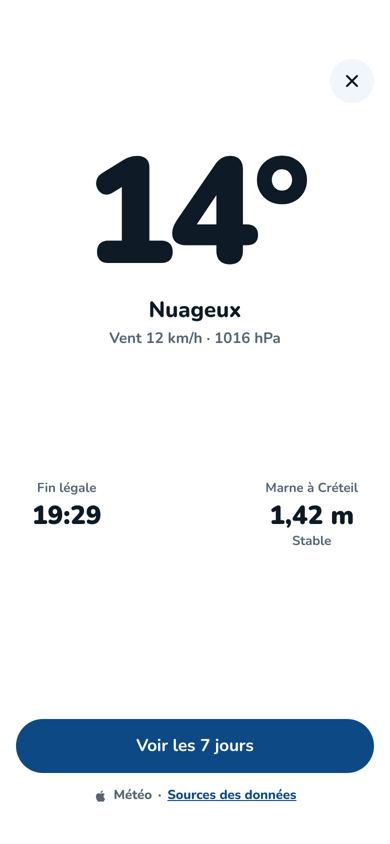 14°
Nuageux
Vent 12 km/h · 1016 hPa
Fin légale
19:29
Marne à Créteil
1,42 m
Stable
Voir les 7 jours
Météo · Sources des données